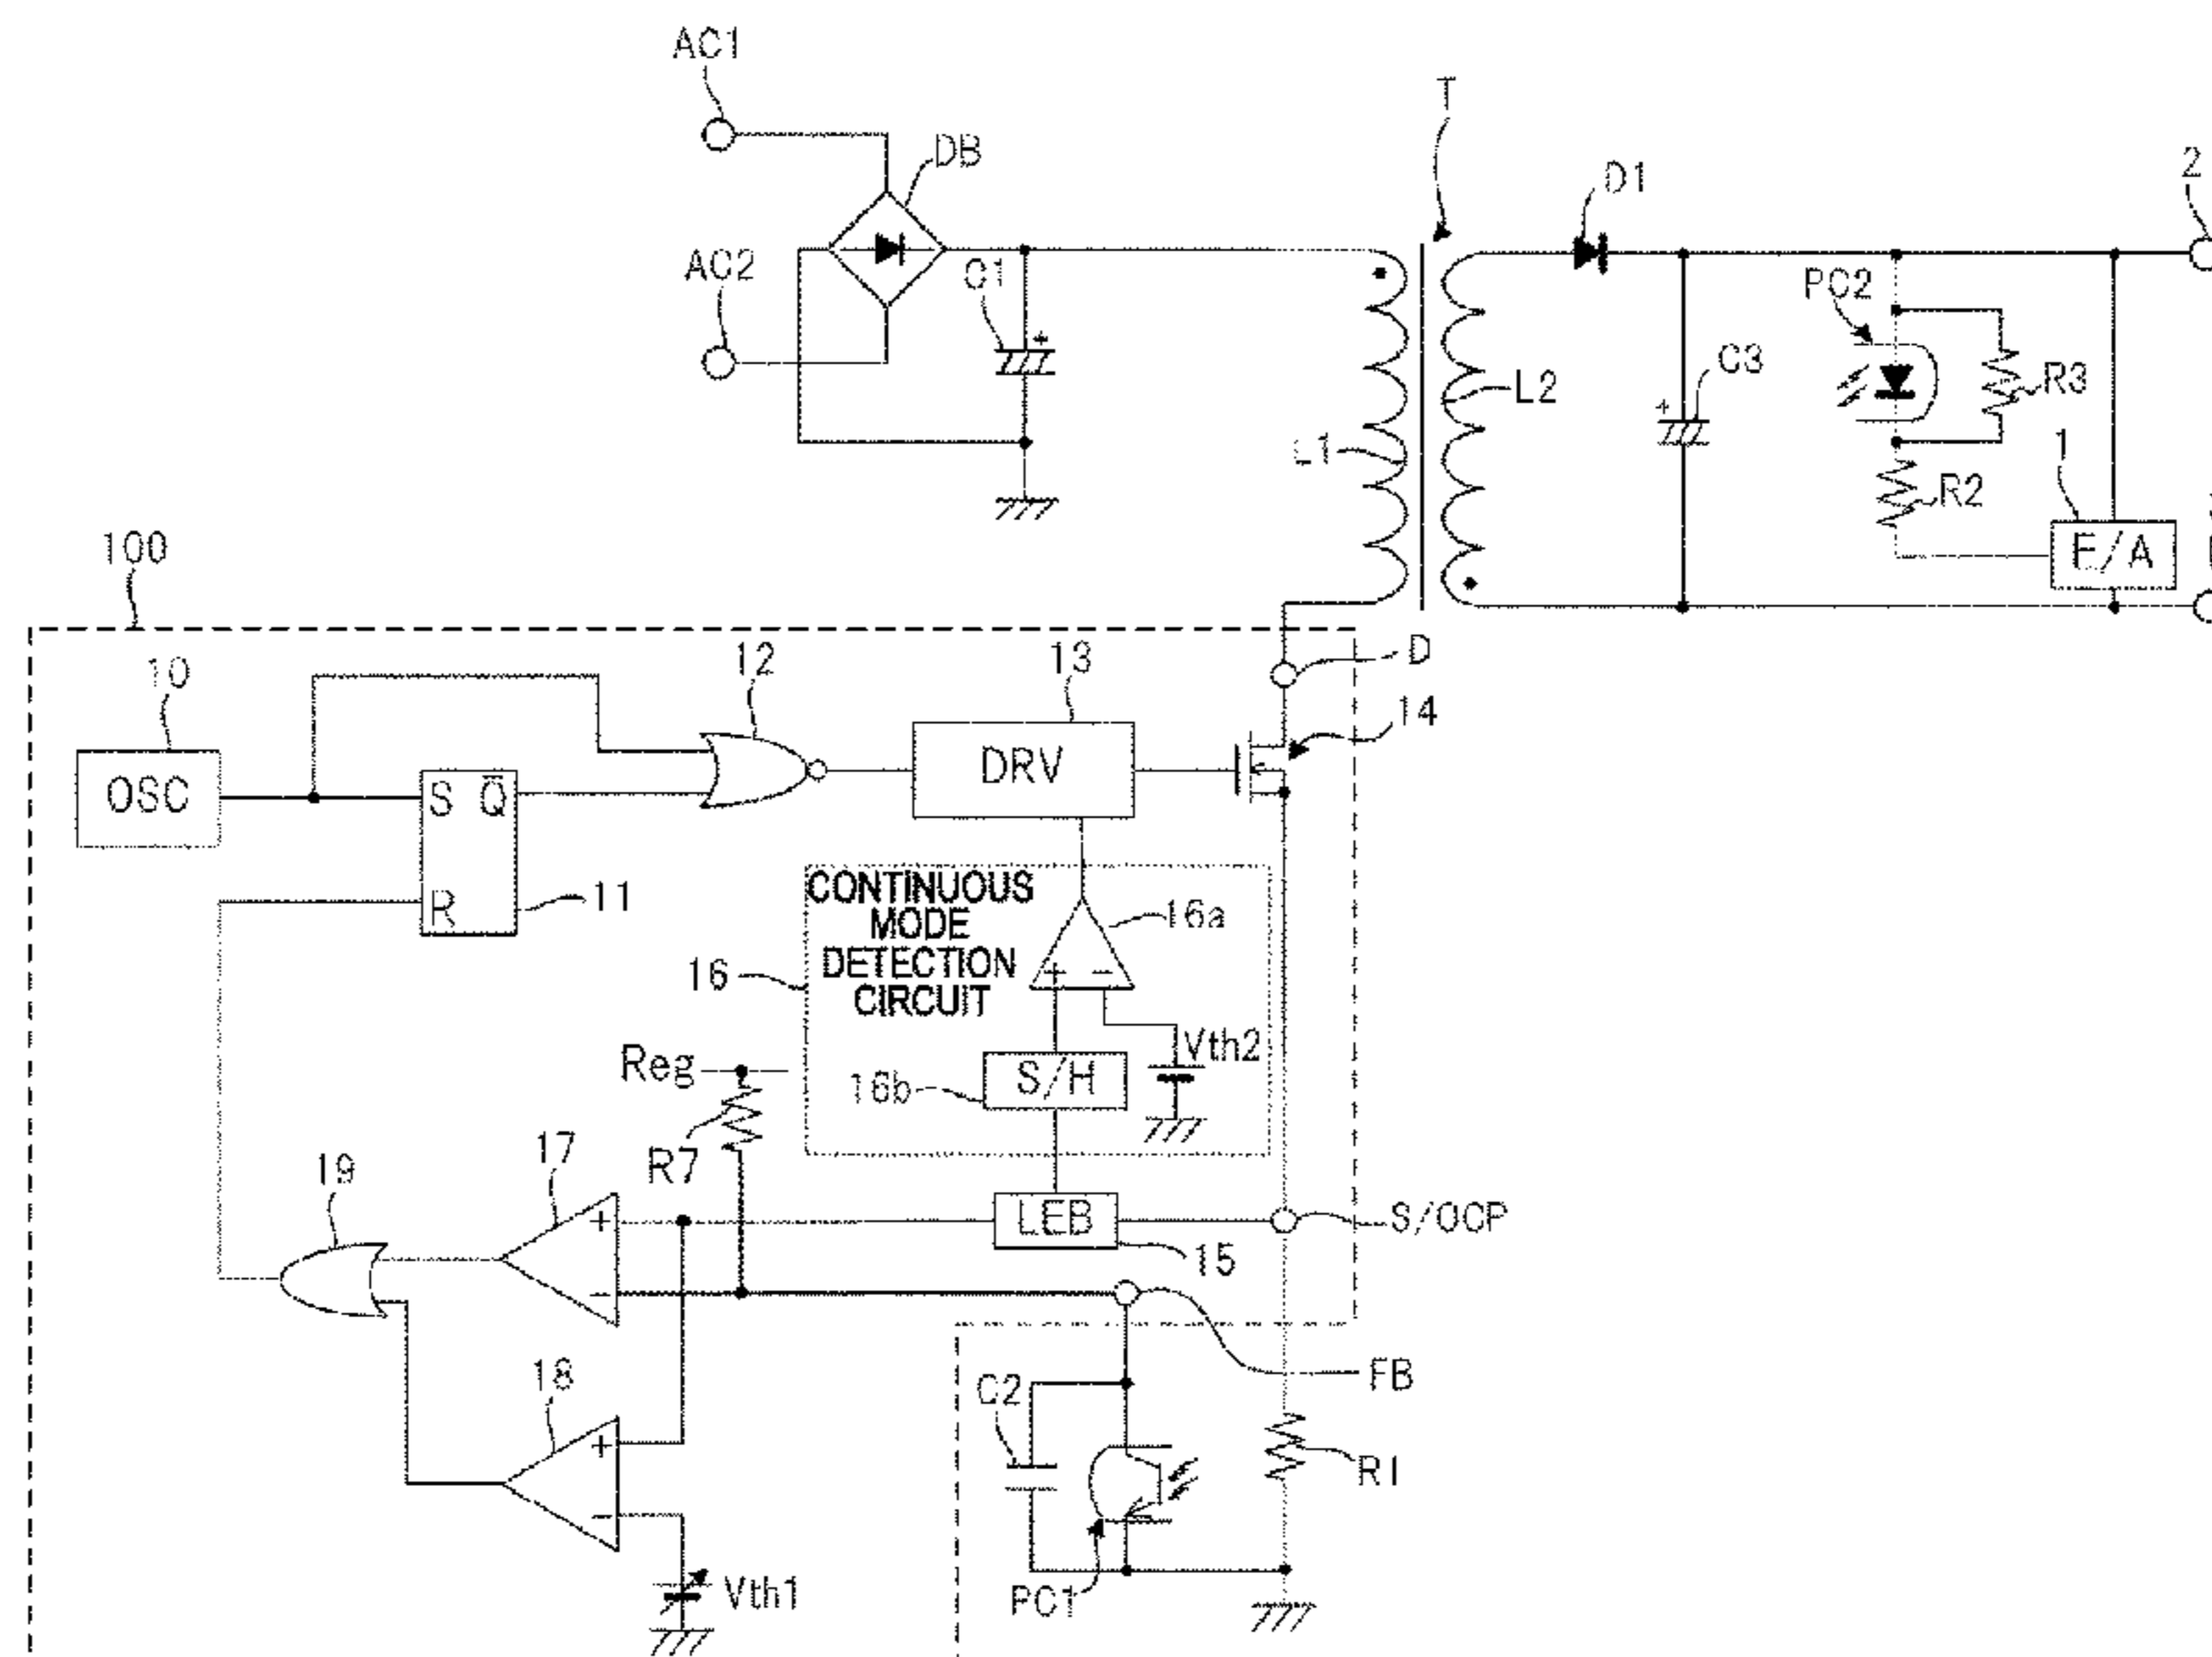 AC1
T
DB
D1
2
AC2
C1
PC2
C3
R3
L2
L1
1
R2
E/A
100
10
12
13
D
14
OSC
S Q̅
DRV
R
11
CONTINUOUS
MODE
DETECTION
CIRCUIT
16a
+ −
16
Vth2
Reg
16b
S/H
R7
17
19
+
LEB
S/OCP
15
−
18
C2
FB
+
R1
−
PC1
Vth1